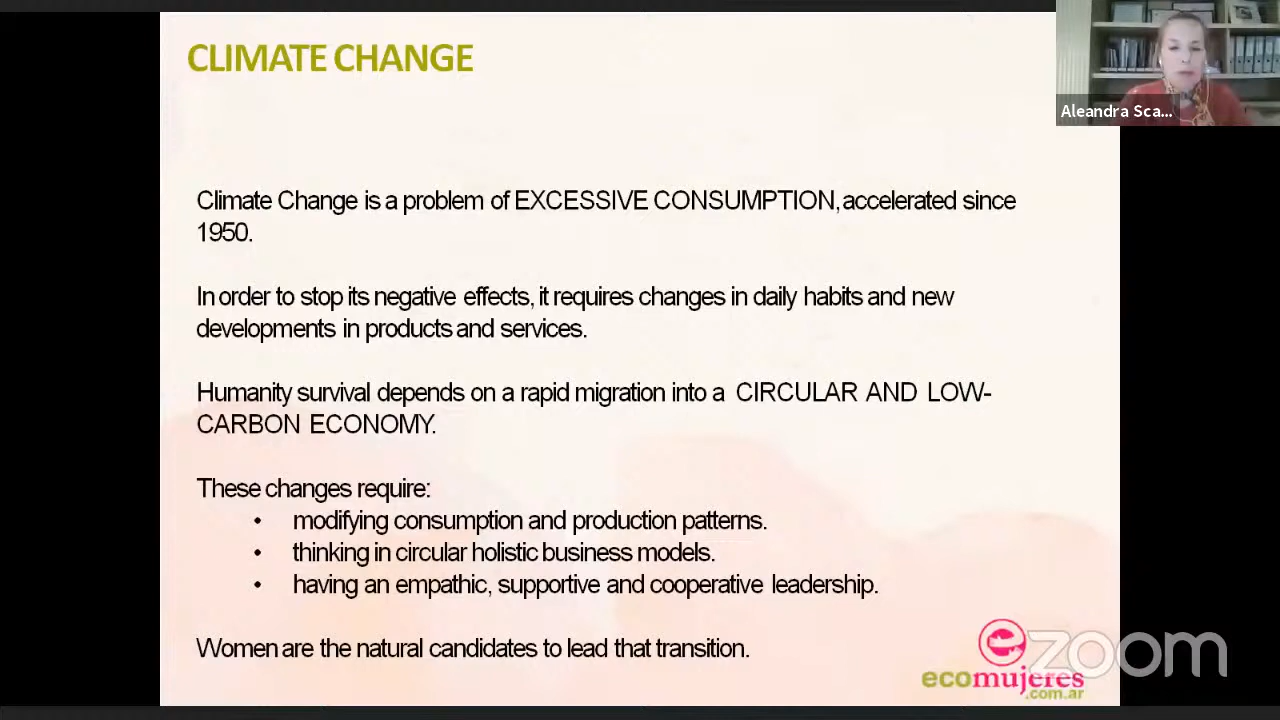 CLIMATE CHANGE
Aleandra Sca...
Climate Change is a problem of EXCESSIVE CONSUMPTION, accelerated since
1950.
In order to stop its negative effects, it requires changes in daily habits and new
developments in products and services.
Humanity survival depends on a rapid migration into a CIRCULAR AND LOW-
CARBON ECONOMY.
These changes require:
• modifying consumption and production patterns.
• thinking in circular holistic business models.
• having an empathic, supportive and cooperative leadership.
Women are the natural candidates to lead that transition.
zoom
ecomujeres
.com.ar